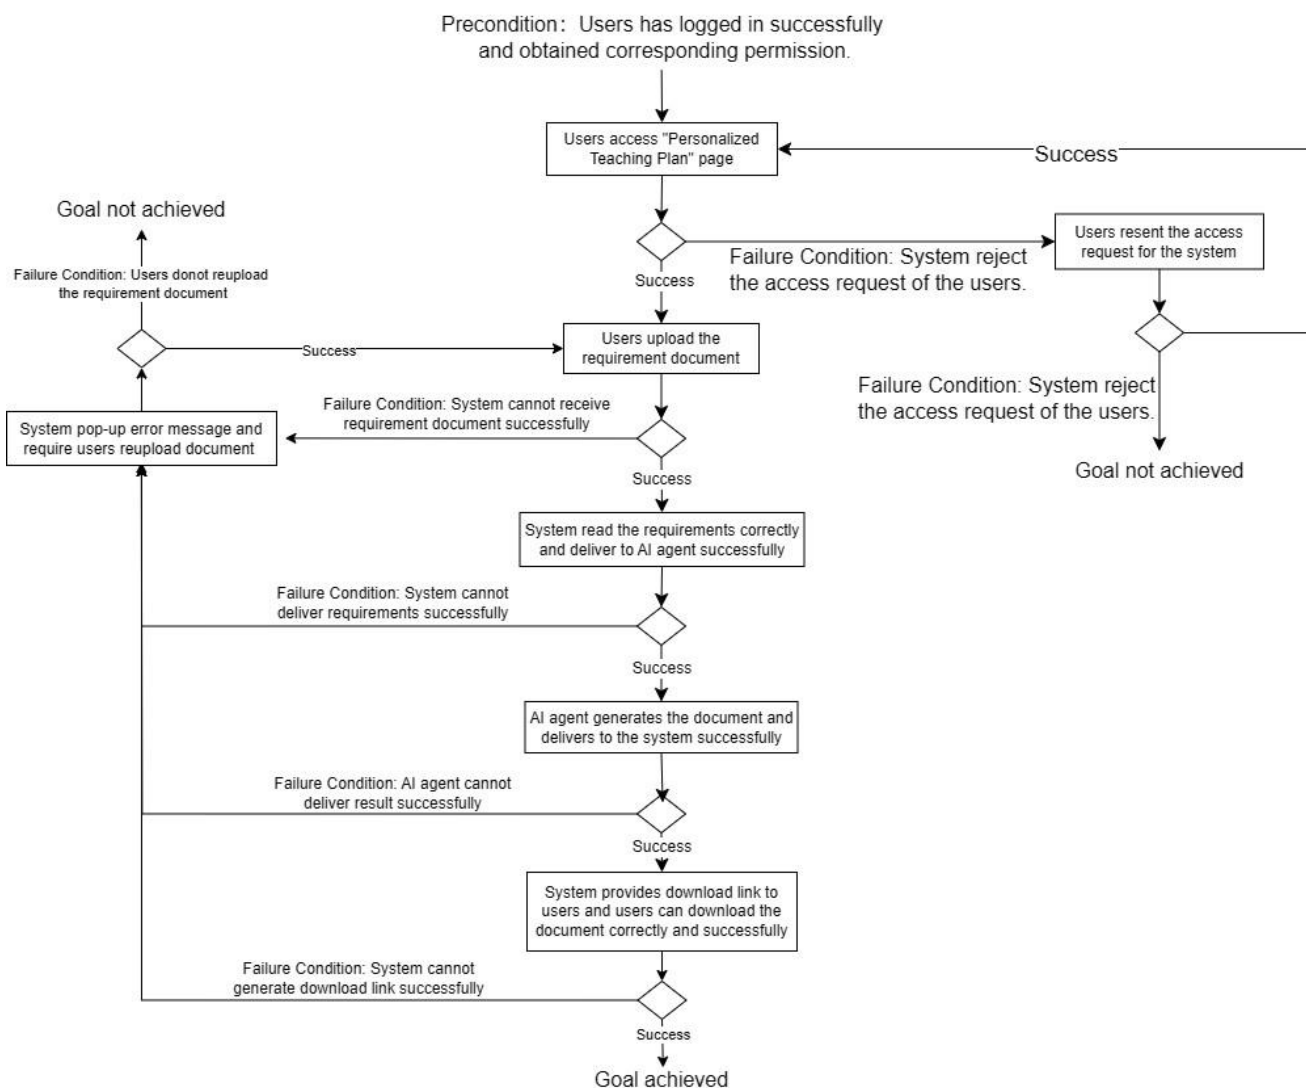 Precondition: Users has logged in successfully
and obtained corresponding permission.
Users access "Personalized
Teaching Plan" page
Success
Goal not achieved
Users resent the access
request for the system
Failure Condition: System reject
the access request of the users.
Success
Failure Condition: Users donot reupload
the requirement document
Users upload the
requirement document
Success
Failure Condition: System reject
the access request of the users.
Failure Condition: System cannot receive
requirement document successfully
System pop-up error message and
require users reupload document
Goal not achieved
Success
System read the requirements correctly
and deliver to AI agent successfully
Failure Condition: System cannot
deliver requirements successfully
Success
AI agent generates the document and
delivers to the system successfully
Failure Condition: AI agent cannot
deliver result successfully
Success
System provides download link to
users and users can download the
document correctly and successfully
Failure Condition: System cannot
generate download link successfully
Success
Goal achieved